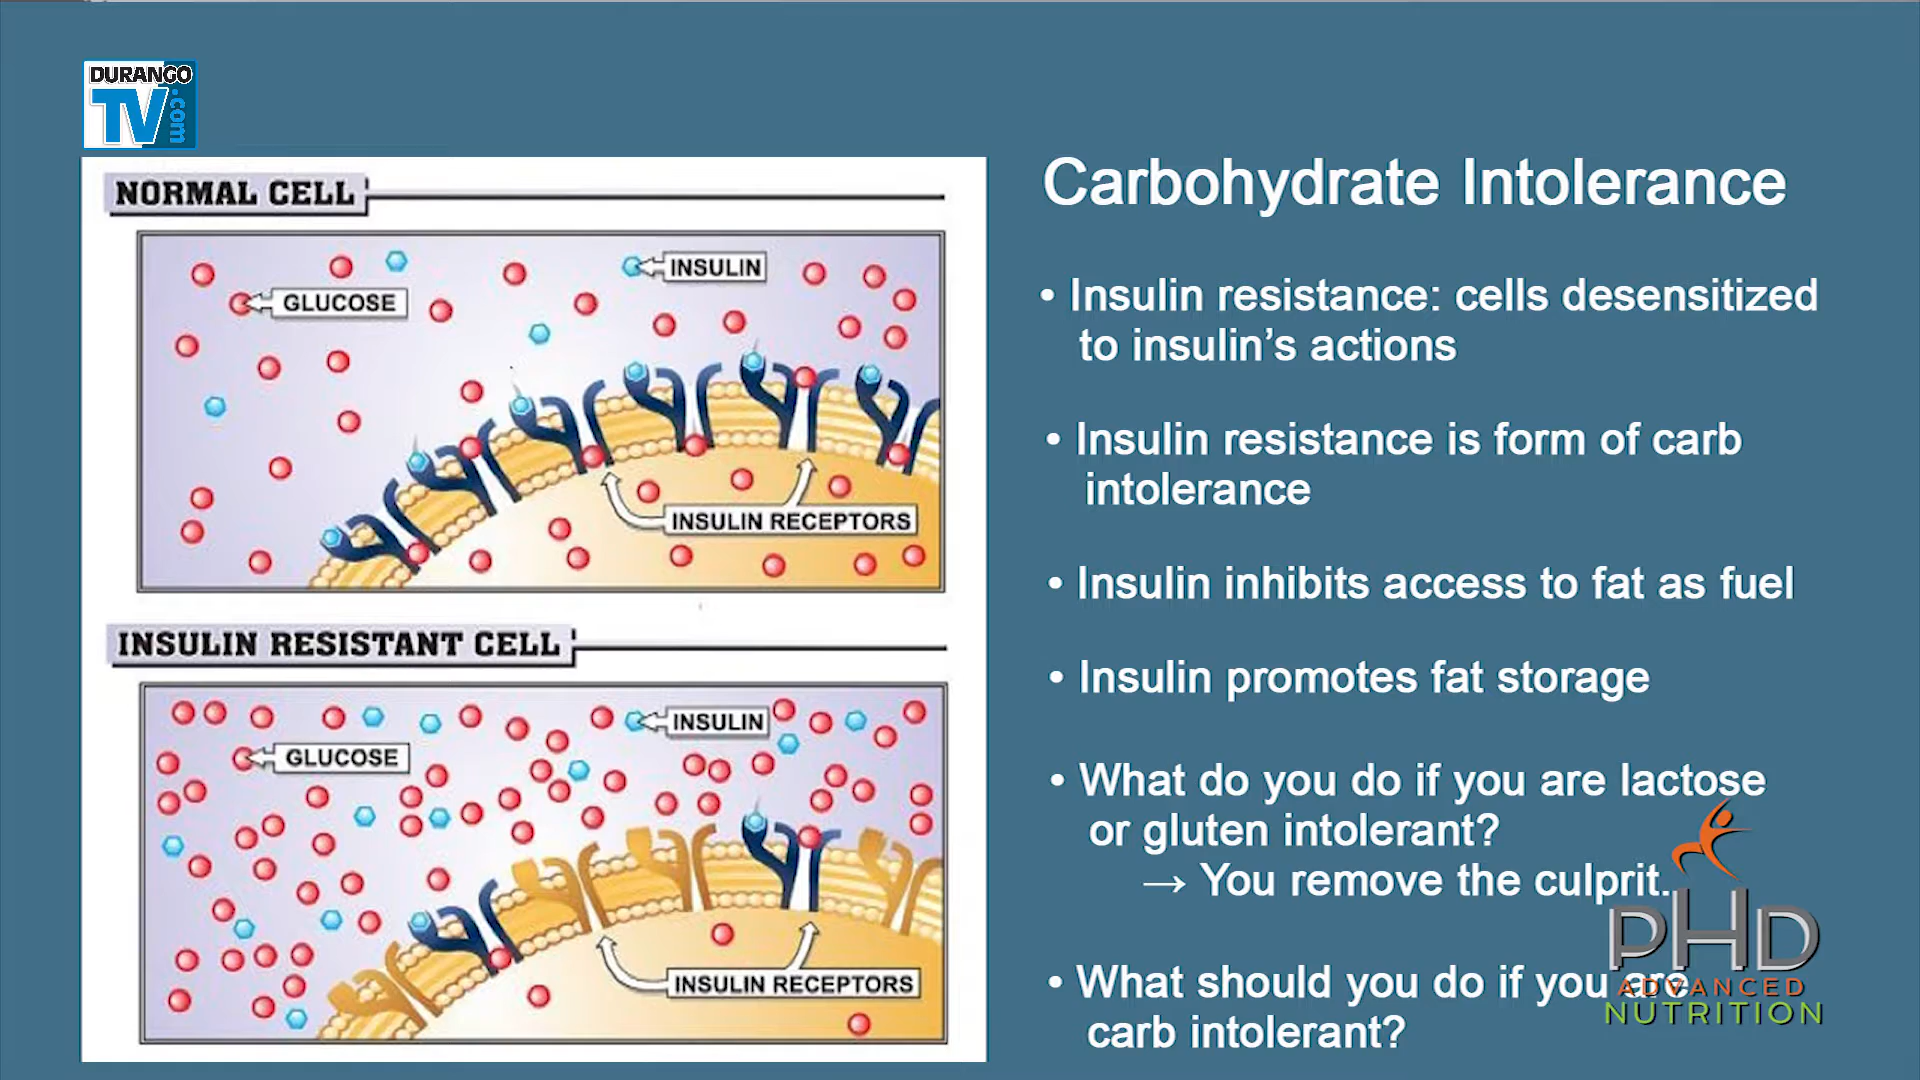 DURANGO
TV.com
NORMAL CELL
INSULIN
GLUCOSE
INSULIN RECEPTORS
INSULIN RESISTANT CELL
INSULIN
GLUCOSE
INSULIN RECEPTORS
Carbohydrate Intolerance
• Insulin resistance: cells desensitized
to insulin's actions
• Insulin resistance is form of carb
intolerance
• Insulin inhibits access to fat as fuel
• Insulin promotes fat storage
• What do you do if you are lactose
or gluten intolerant?
→ You remove the culprit.
• What should you do if you are
carb intolerant?
PHD
ADVANCED
NUTRITION